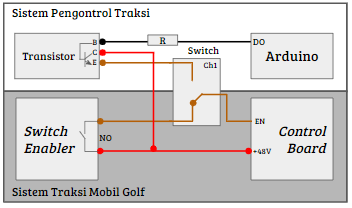 Sistem Pengontrol Traksi
Transistor
B
C
E
R
Switch
Ch1
DO
Arduino
Switch
Enabler
NO
EN
+48V
Control
Board
Sistem Traksi Mobil Golf